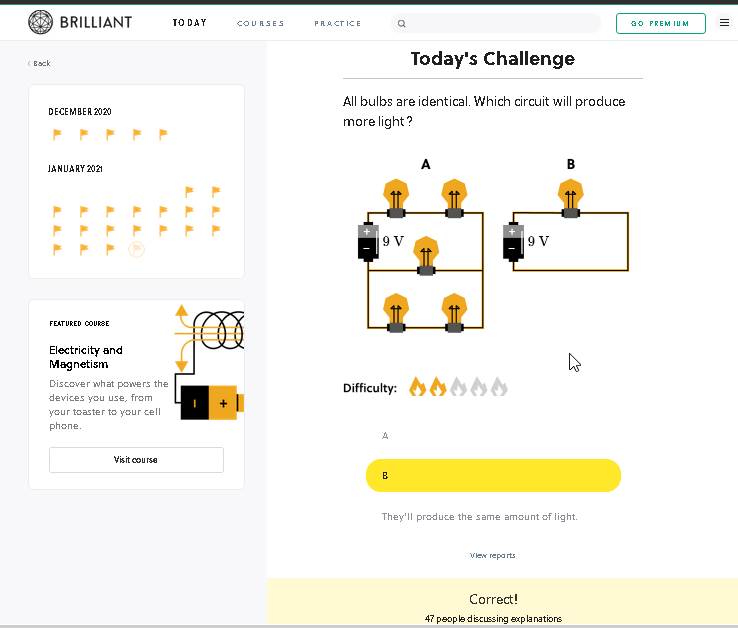 BRILLIANT
TODAY
COURSES
PRACTICE
GO PREMIUM
‹ Back
DECEMBER 2020
JANUARY 2021
FEATURED COURSE
Electricity and
Magnetism
Discover what powers the
devices you use, from
your toaster to your cell
phone.
Visit course
Today's Challenge
All bulbs are identical. Which circuit will produce
more light?
A
B
+
9 V
−
+
9 V
−
Difficulty:
A
B
They'll produce the same amount of light.
View reports
Correct!
47 people discussing explanations